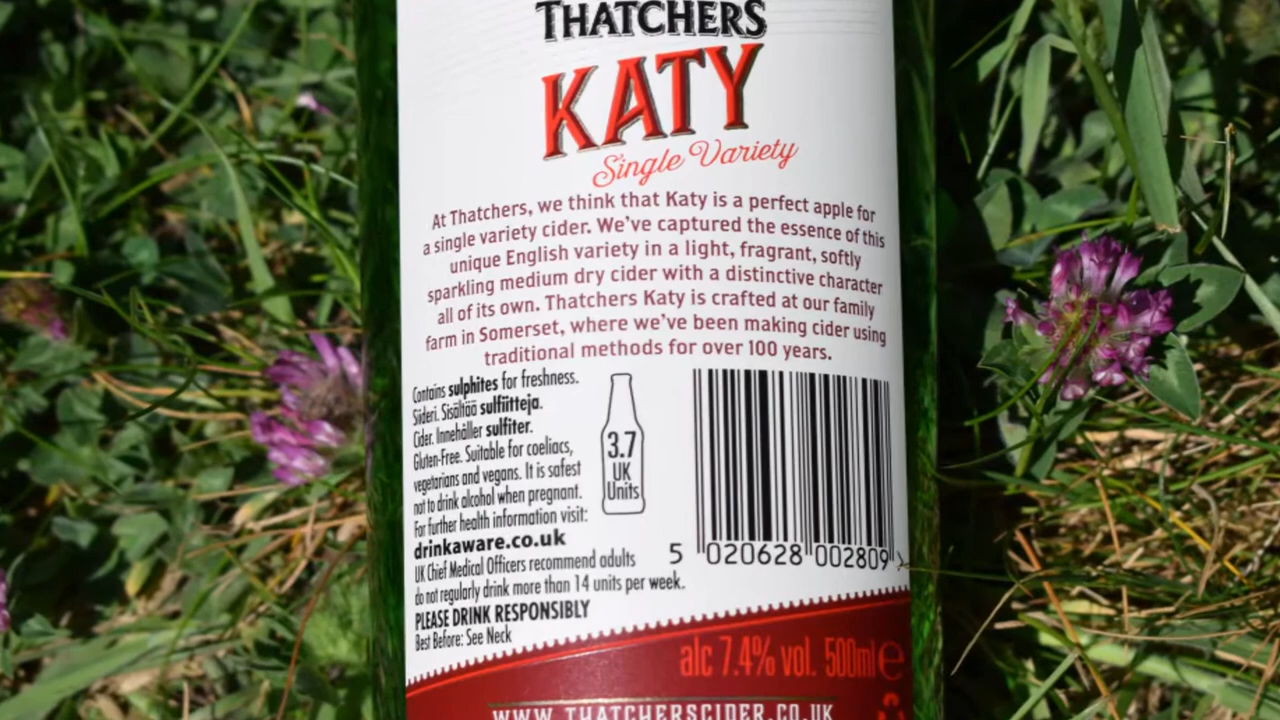 THATCHERS
KATY
Single Variety
At Thatchers, we think that Katy is a perfect apple for
a single variety cider. We've captured the essence of this
unique English variety in a light, fragrant, softly
sparkling medium dry cider with a distinctive character
all of its own. Thatchers Katy is crafted at our family
farm in Somerset, where we've been making cider using
traditional methods for over 100 years.
Contains sulphites for freshness.
Siideri. Sisältää sulfiitteja.
Cider. Innehåller sulfiter.
Gluten-Free. Suitable for coeliacs,
vegetarians and vegans. It is safest
not to drink alcohol when pregnant.
For further health information visit:
drinkaware.co.uk
UK Chief Medical Officers recommend adults
do not regularly drink more than 14 units per week.
PLEASE DRINK RESPONSIBLY
Best Before: See Neck
3.7
UK
Units
5 020628 002809 >
alc 7.4% vol. 500ml e
WWW.THATCHERSCIDER.CO.UK